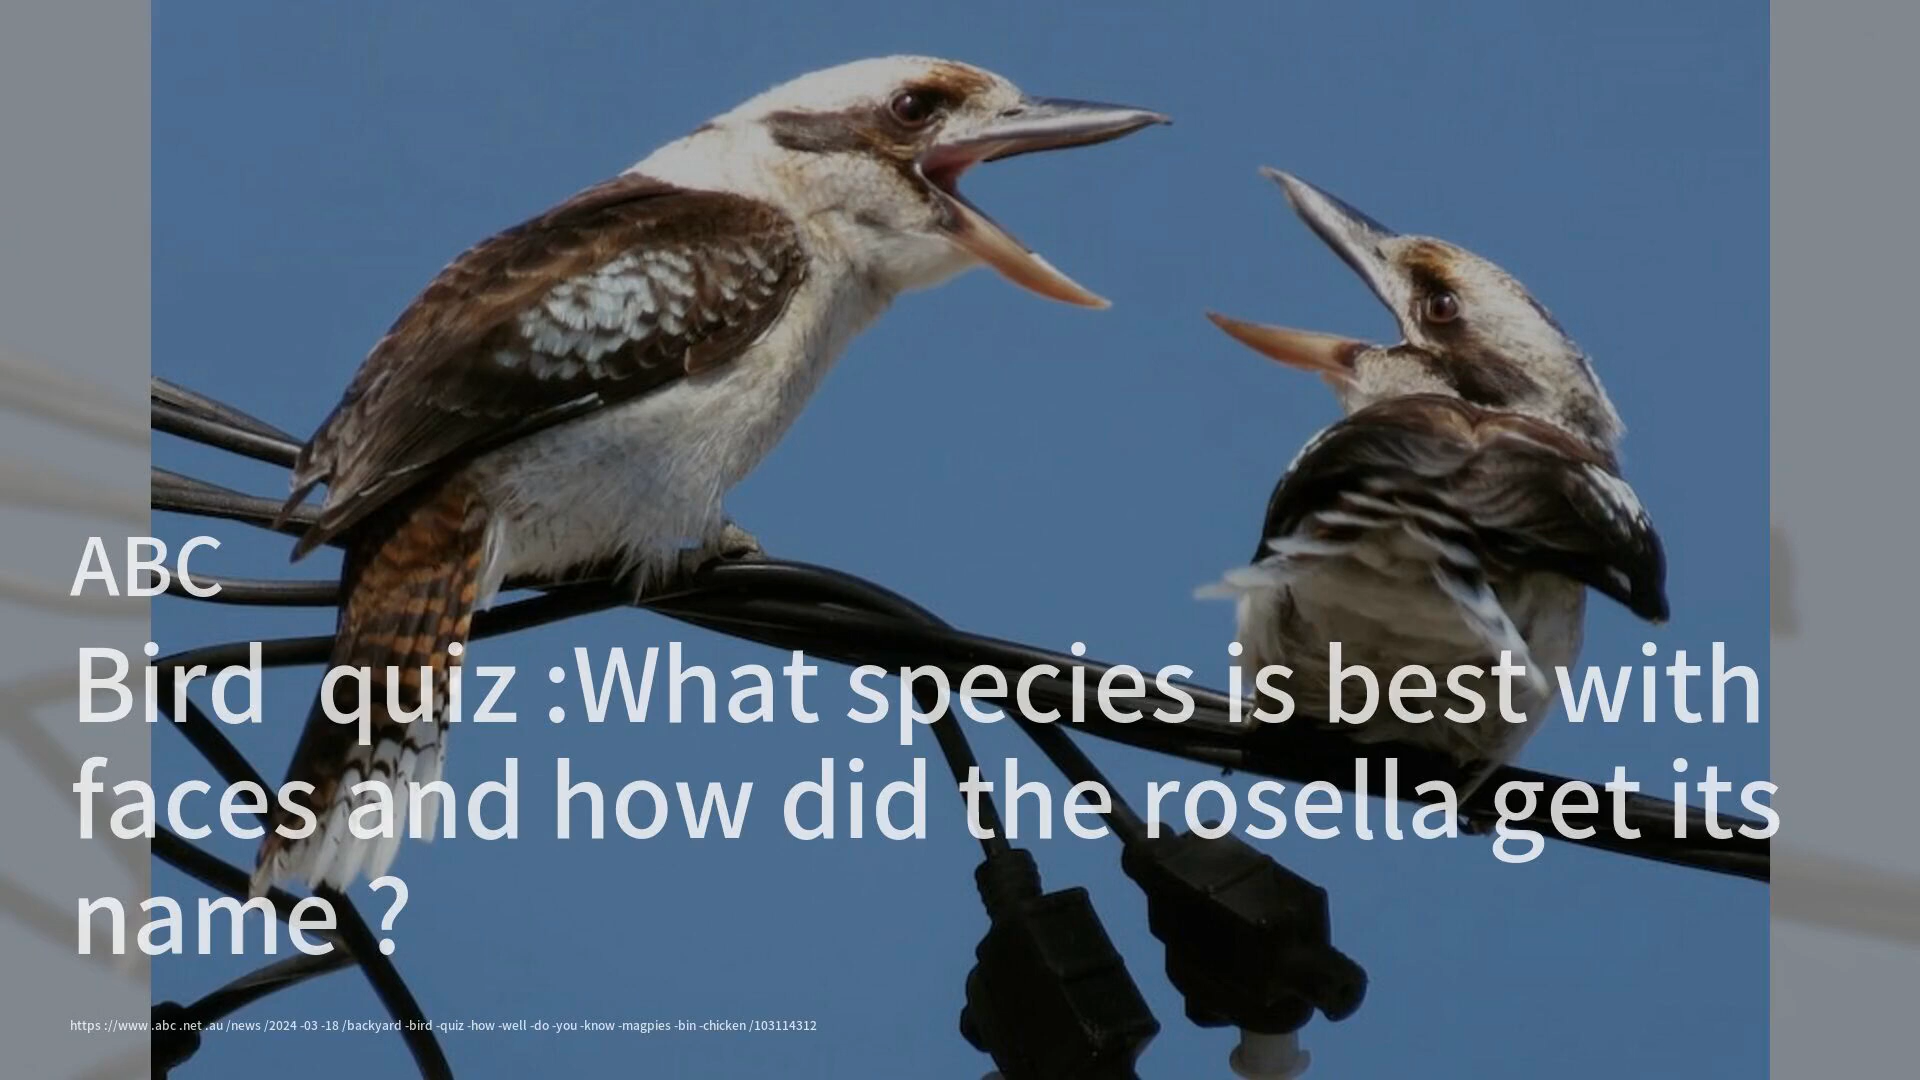 ABC
Bird quiz :What species is best with
faces and how did the rosella get its
name ?
https ://www .abc .net .au /news /2024 -03 -18 /backyard -bird -quiz -how -well -do -you -know -magpies -bin -chicken /103114312